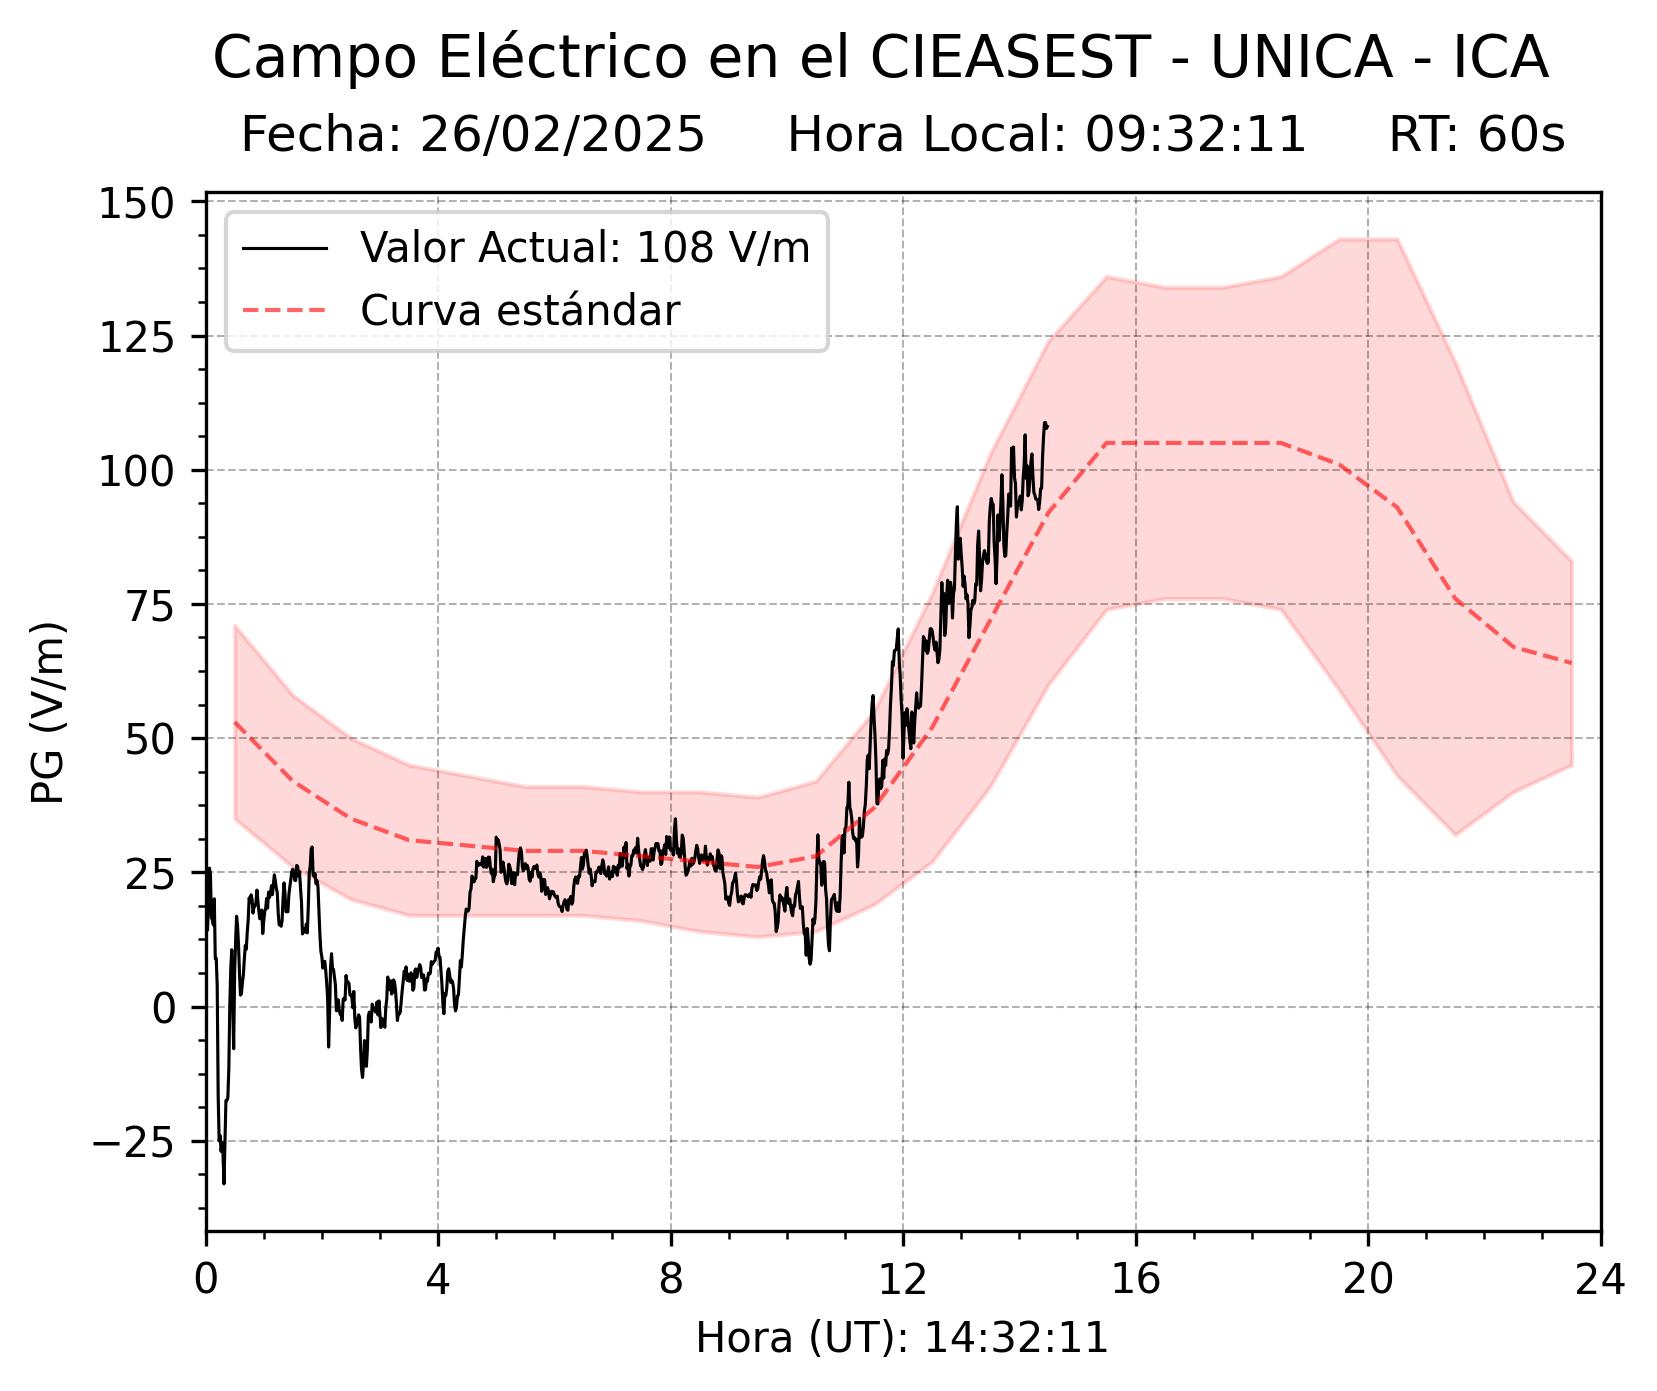 Campo Eléctrico en el CIEASEST - UNICA - ICA
Fecha: 26/02/2025 Hora Local: 09:32:11 RT: 60s
Valor Actual: 108 V/m
Curva estándar
PG (V/m)
150
125
100
75
50
25
0
−25
0 4 8 12 16 20 24
Hora (UT): 14:32:11